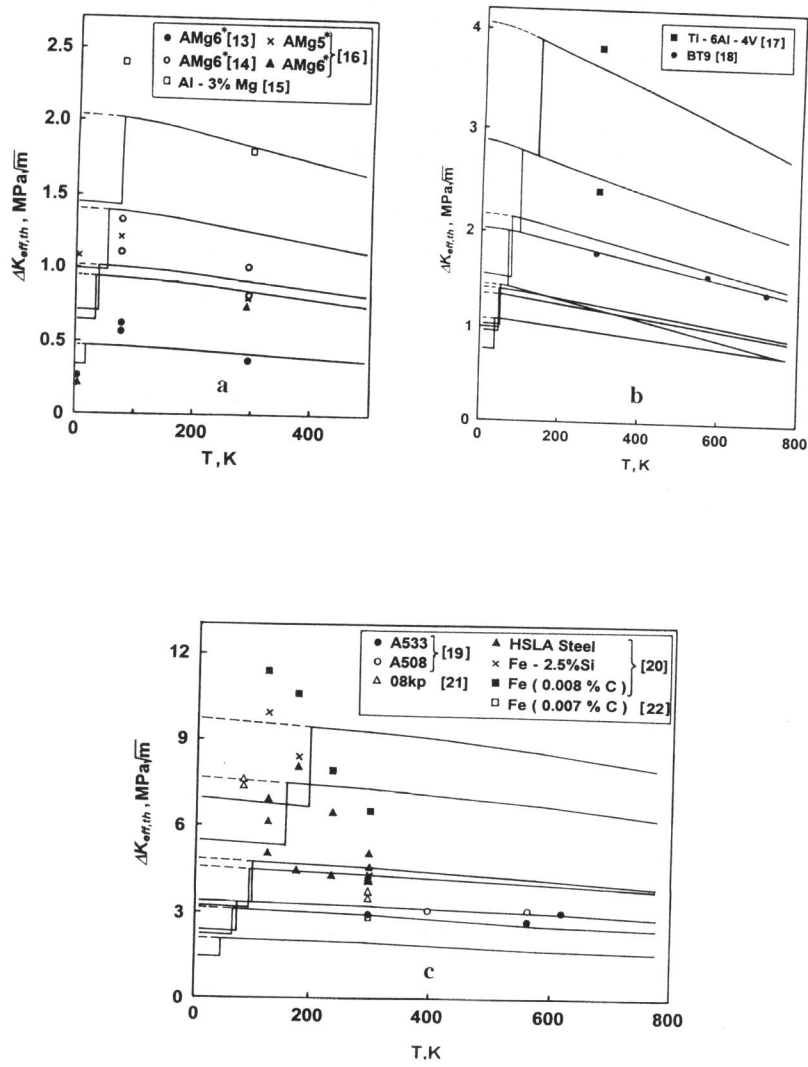 AMg6*[13] × AMg5* [16]
AMg6*[14] AMg6*
Al - 3% Mg [15]
2.5
2.0
1.5
1.0
0.5
0
ΔK_eff,th, MPa√m
a
0 200 400
T, K
Ti - 6Al - 4V [17]
BT9 [18]
4
3
2
1
0
ΔK_eff,th, MPa√m
b
0 200 400 600 800
T, K
A533 [19] HSLA Steel
A508 × Fe - 2.5%Si [20]
08kp [21] Fe ( 0.008 % C )
Fe ( 0.007 % C ) [22]
12
9
6
3
0
ΔK_eff,th, MPa√m
c
0 200 400 600 800
T.K